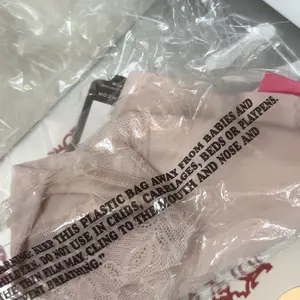 KEEP THIS PLASTIC BAG AWAY FROM BABIES AND
DO NOT USE IN CRIBS, CARRIAGES, BEDS OR PLAYPENS.
FILM MAY CLING TO THE MOUTH AND NOSE AND
BREATHING."